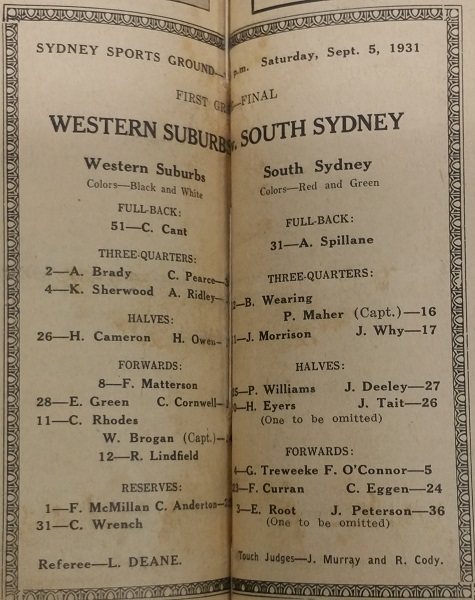 SYDNEY SPORTS GROUND— p.m. Saturday, Sept. 5, 1931
FIRST —FINAL
WESTERN SUBURBS v. SOUTH SYDNEY
Western Suburbs
Colors—Black and White
FULL-BACK:
51—C. Cant
THREE-QUARTERS:
2—A. Brady C. Pearce—
4—K. Sherwood A. Ridley—
HALVES:
26—H. Cameron H. Owen—
FORWARDS:
8—F. Matterson
28—E. Green C. Cornwell—
11—C. Rhodes
W. Brogan (Capt.)—
12—R. Lindfield
RESERVES:
1—F. McMillan C. Anderton—
31—C. Wrench
Referee—L. DEANE.
South Sydney
Colors—Red and Green
FULL-BACK:
31—A. Spillane
THREE-QUARTERS:
—B. Wearing
P. Maher (Capt.)—16
—J. Morrison J. Why—17
HALVES:
—P. Williams J. Deeley—27
—H. Eyers J. Tait—26
(One to be omitted)
FORWARDS:
—G. Treweeke F. O'Connor—5
—F. Curran C. Eggen—24
3—E. Root J. Peterson—36
(One to be omitted)
Touch Judges—J. Murray and R. Cody.